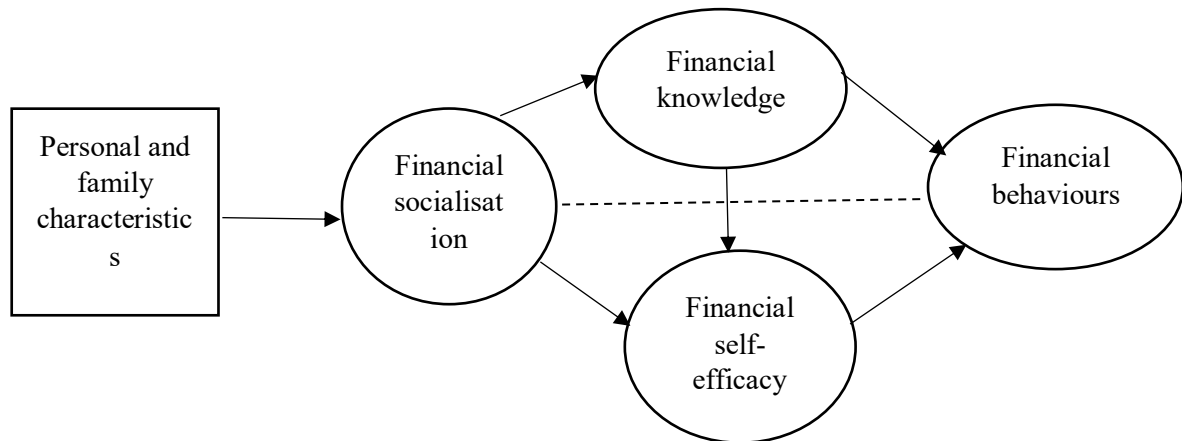 Personal and
family
characteristic
s
Financial
socialisat
ion
Financial
knowledge
Financial
self-
efficacy
Financial
behaviours